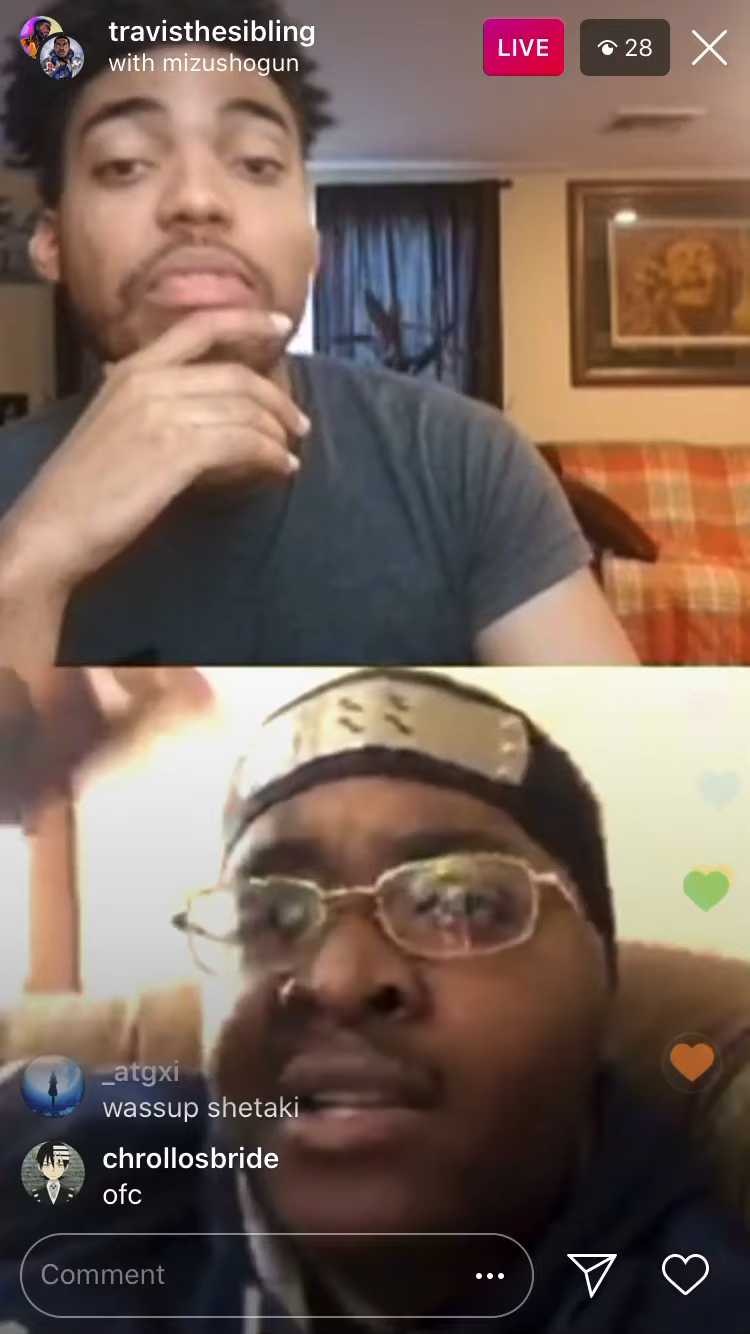 travisthesibling
with mizushogun
LIVE
28
_atgxi
wassup shetaki
chrollosbride
ofc
Comment